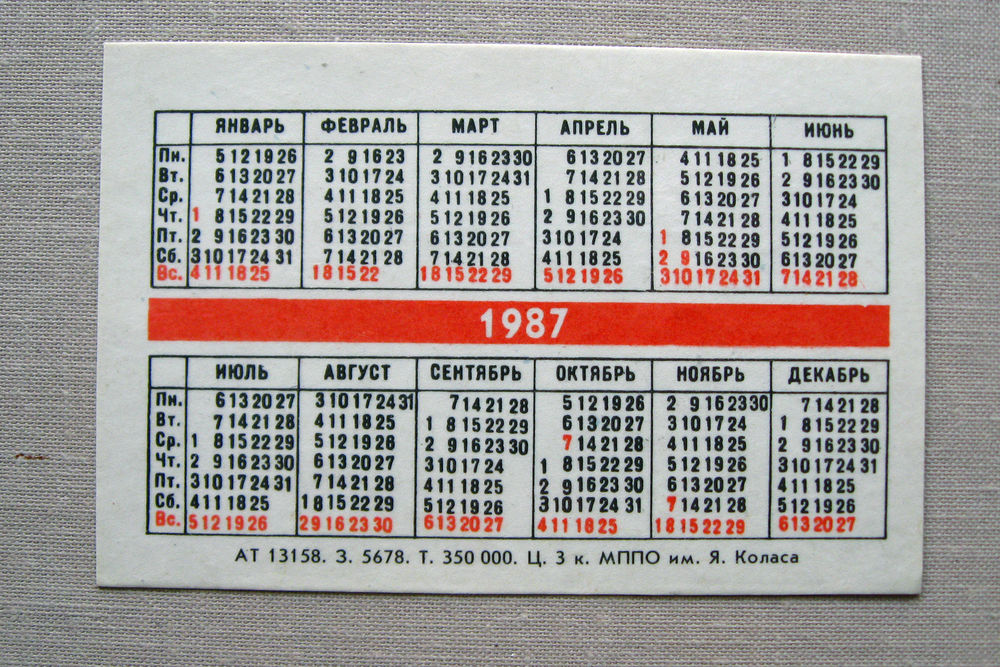 ЯНВАРЬ ФЕВРАЛЬ МАРТ АПРЕЛЬ МАЙ ИЮНЬ
Пн. 5 12 19 26 2 9 16 23 2 9 16 23 30 6 13 20 27 4 11 18 25 1 8 15 22 29
Вт. 6 13 20 27 3 10 17 24 3 10 17 24 31 7 14 21 28 5 12 19 26 2 9 16 23 30
Ср. 7 14 21 28 4 11 18 25 4 11 18 25 1 8 15 22 29 6 13 20 27 3 10 17 24
Чт. 1 8 15 22 29 5 12 19 26 5 12 19 26 2 9 16 23 30 7 14 21 28 4 11 18 25
Пт. 2 9 16 23 30 6 13 20 27 6 13 20 27 3 10 17 24 1 8 15 22 29 5 12 19 26
Сб. 3 10 17 24 31 7 14 21 28 7 14 21 28 4 11 18 25 2 9 16 23 30 6 13 20 27
Вс. 4 11 18 25 1 8 15 22 1 8 15 22 29 5 12 19 26 3 10 17 24 31 7 14 21 28
1987
ИЮЛЬ АВГУСТ СЕНТЯБРЬ ОКТЯБРЬ НОЯБРЬ ДЕКАБРЬ
Пн. 6 13 20 27 3 10 17 24 31 7 14 21 28 5 12 19 26 2 9 16 23 30 7 14 21 28
Вт. 7 14 21 28 4 11 18 25 1 8 15 22 29 6 13 20 27 3 10 17 24 1 8 15 22 29
Ср. 1 8 15 22 29 5 12 19 26 2 9 16 23 30 7 14 21 28 4 11 18 25 2 9 16 23 30
Чт. 2 9 16 23 30 6 13 20 27 3 10 17 24 1 8 15 22 29 5 12 19 26 3 10 17 24 31
Пт. 3 10 17 24 31 7 14 21 28 4 11 18 25 2 9 16 23 30 6 13 20 27 4 11 18 25
Сб. 4 11 18 25 1 8 15 22 29 5 12 19 26 3 10 17 24 31 7 14 21 28 5 12 19 26
Вс. 5 12 19 26 2 9 16 23 30 6 13 20 27 4 11 18 25 1 8 15 22 29 6 13 20 27
АТ 13158. З. 5678. Т. 350 000. Ц. 3 к. МППО им. Я. Коласа